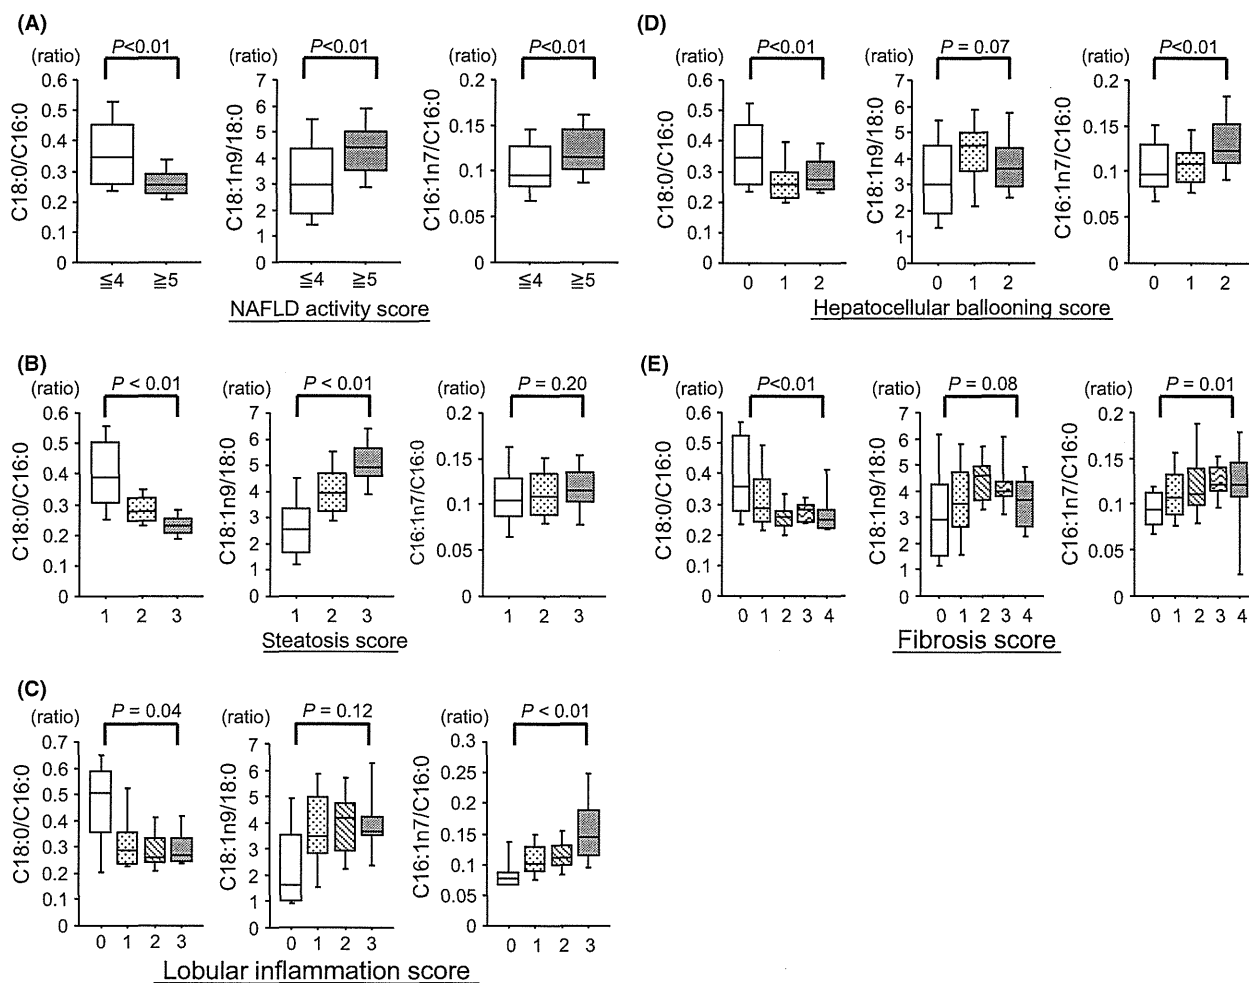 (A)
(ratio)
P<0.01
C18:0/C16:0
0.6
0.5
0.4
0.3
0.2
0.1
0
≦4
≧5
(ratio)
P<0.01
C18:1n9/18:0
7
6
5
4
3
2
1
0
≦4
≧5
(ratio)
P<0.01
C16:1n7/C16:0
0.2
0.15
0.1
0.05
0
≦4
≧5
NAFLD activity score
(B)
(ratio)
P < 0.01
C18:0/C16:0
0.6
0.5
0.4
0.3
0.2
0.1
0
1
2
3
(ratio)
P < 0.01
C18:1n9/18:0
7
6
5
4
3
2
1
0
1
2
3
(ratio)
P = 0.20
C16:1n7/C16:0
0.2
0.15
0.1
0.05
0
1
2
3
Steatosis score
(C)
(ratio)
P = 0.04
C18:0/C16:0
0.7
0.6
0.5
0.4
0.3
0.2
0.1
0
0
1
2
3
(ratio)
P = 0.12
C18:1n9/18:0
7
6
5
4
3
2
1
0
0
1
2
3
(ratio)
P < 0.01
C16:1n7/C16:0
0.3
0.25
0.2
0.15
0.1
0.05
0
0
1
2
3
Lobular inflammation score
(D)
(ratio)
P<0.01
C18:0/C16:0
0.6
0.5
0.4
0.3
0.2
0.1
0
0
1
2
(ratio)
P = 0.07
C18:1n9/18:0
7
6
5
4
3
2
1
0
0
1
2
(ratio)
P<0.01
C16:1n7/C16:0
0.2
0.15
0.1
0.05
0
0
1
2
Hepatocellular ballooning score
(E)
(ratio)
P<0.01
C18:0/C16:0
0.6
0.5
0.4
0.3
0.2
0.1
0
0
1
2
3
4
(ratio)
P = 0.08
C18:1n9/18:0
7
6
5
4
3
2
1
0
0
1
2
3
4
(ratio)
P = 0.01
C16:1n7/C16:0
0.2
0.15
0.1
0.05
0
0
1
2
3
4
Fibrosis score